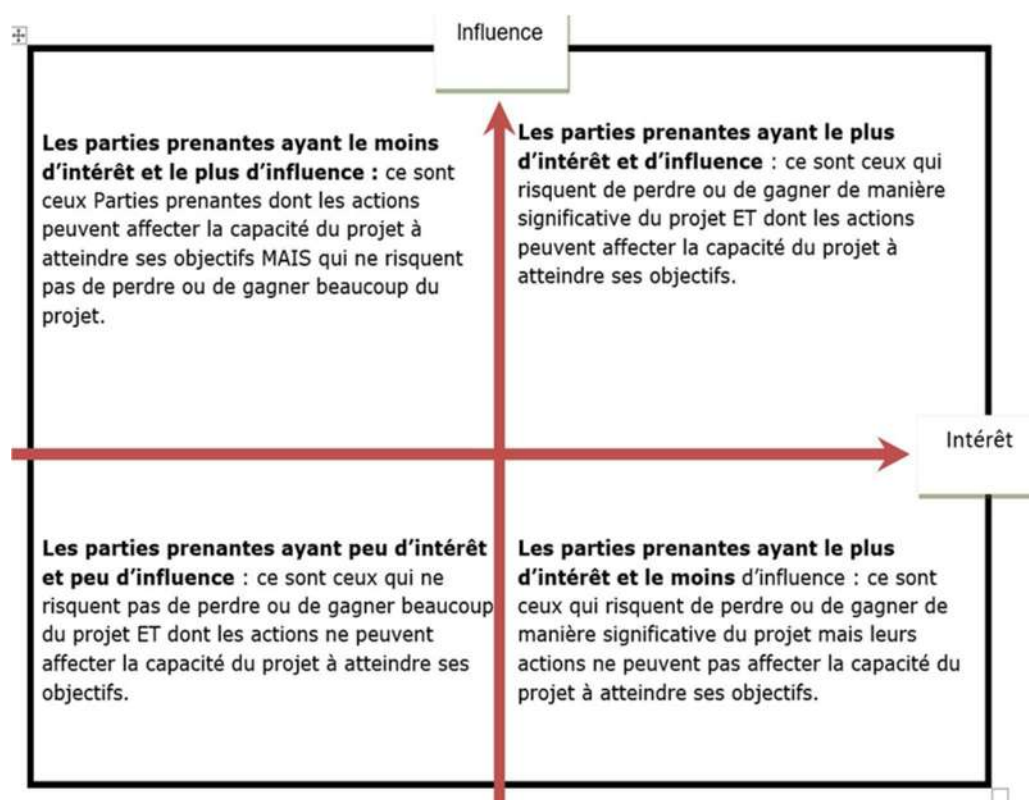 Influence
Les parties prenantes ayant le moins
d’intérêt et le plus d’influence : ce sont
ceux Parties prenantes dont les actions
peuvent affecter la capacité du projet à
atteindre ses objectifs MAIS qui ne risquent
pas de perdre ou de gagner beaucoup du
projet.
Les parties prenantes ayant le plus
d’intérêt et d’influence : ce sont ceux qui
risquent de perdre ou de gagner de manière
significative du projet ET dont les actions
peuvent affecter la capacité du projet à
atteindre ses objectifs.
Intérêt
Les parties prenantes ayant peu d’intérêt
et peu d’influence : ce sont ceux qui ne
risquent pas de perdre ou de gagner beaucoup
du projet ET dont les actions ne peuvent
affecter la capacité du projet à atteindre ses
objectifs.
Les parties prenantes ayant le plus
d’intérêt et le moins d’influence : ce sont
ceux qui risquent de perdre ou de gagner de
manière significative du projet mais leurs
actions ne peuvent pas affecter la capacité du
projet à atteindre ses objectifs.